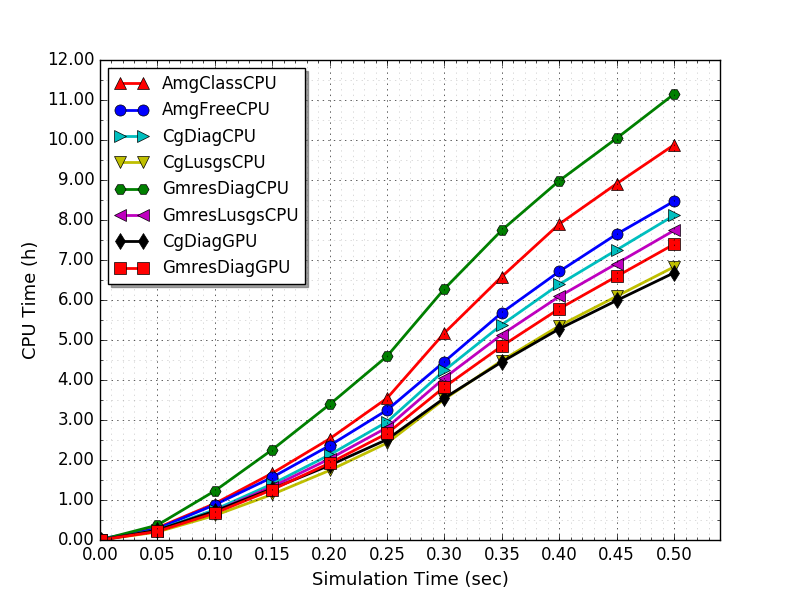 12.00
11.00
10.00
9.00
8.00
7.00
6.00
5.00
4.00
3.00
2.00
1.00
0.00
CPU Time (h)
AmgClassCPU
AmgFreeCPU
CgDiagCPU
CgLusgsCPU
GmresDiagCPU
GmresLusgsCPU
CgDiagGPU
GmresDiagGPU
0.00 0.05 0.10 0.15 0.20 0.25 0.30 0.35 0.40 0.45 0.50
Simulation Time (sec)